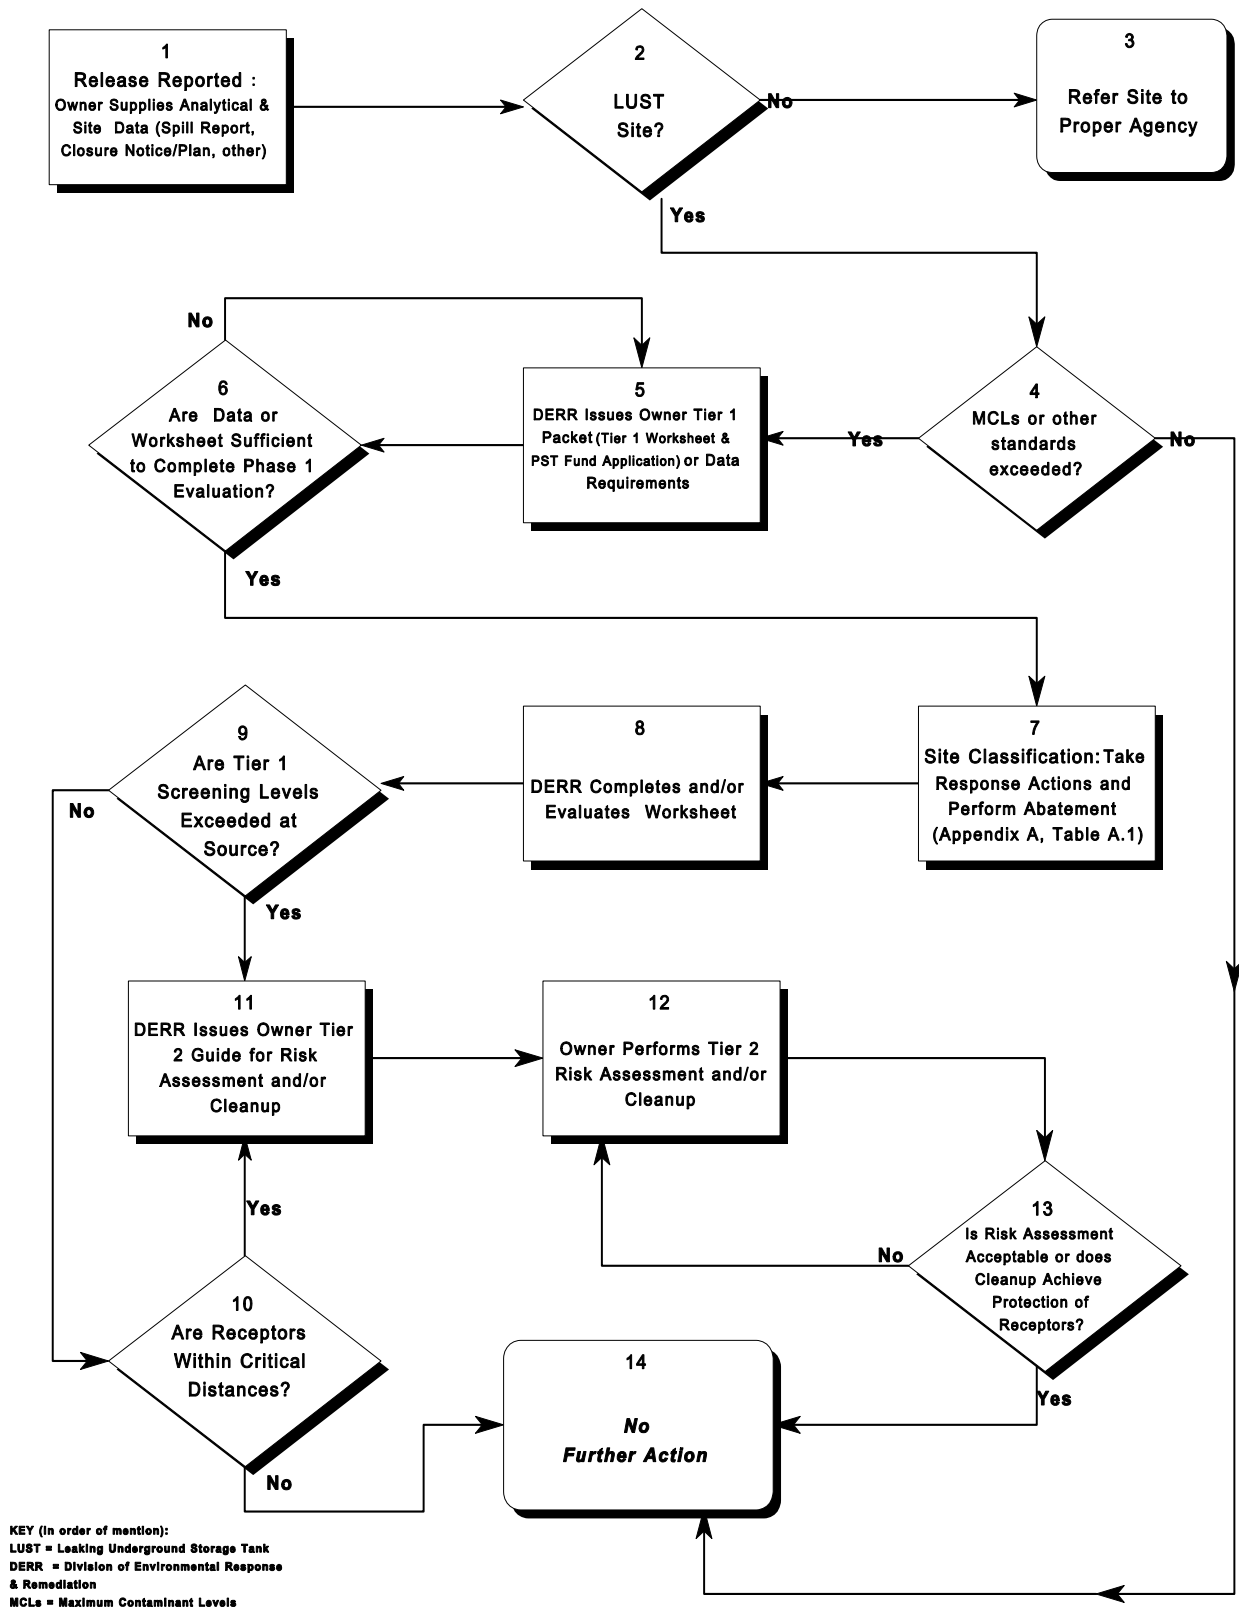 1
Release Reported :
Owner Supplies Analytical &
Site Data (Spill Report,
Closure Notice/Plan, other)
2
LUST
Site?
No
3
Refer Site to
Proper Agency
Yes
No
6
Are Data or
Worksheet Sufficient
to Complete Phase 1
Evaluation?
5
DERR Issues Owner Tier 1
Packet (Tier 1 Worksheet &
PST Fund Application) or Data
Requirements
Yes
4
MCLs or other
standards
exceeded?
No
Yes
9
Are Tier 1
Screening Levels
Exceeded at
Source?
No
Yes
8
DERR Completes and/or
Evaluates Worksheet
7
Site Classification: Take
Response Actions and
Perform Abatement
(Appendix A, Table A.1)
11
DERR Issues Owner Tier
2 Guide for Risk
Assessment and/or
Cleanup
12
Owner Performs Tier 2
Risk Assessment and/or
Cleanup
Yes
No
13
Is Risk Assessment
Acceptable or does
Cleanup Achieve
Protection of
Receptors?
Yes
10
Are Receptors
Within Critical
Distances?
No
14
No
Further Action
KEY (in order of mention):
LUST = Leaking Underground Storage Tank
DERR = Division of Environmental Response
& Remediation
MCLs = Maximum Contaminant Levels